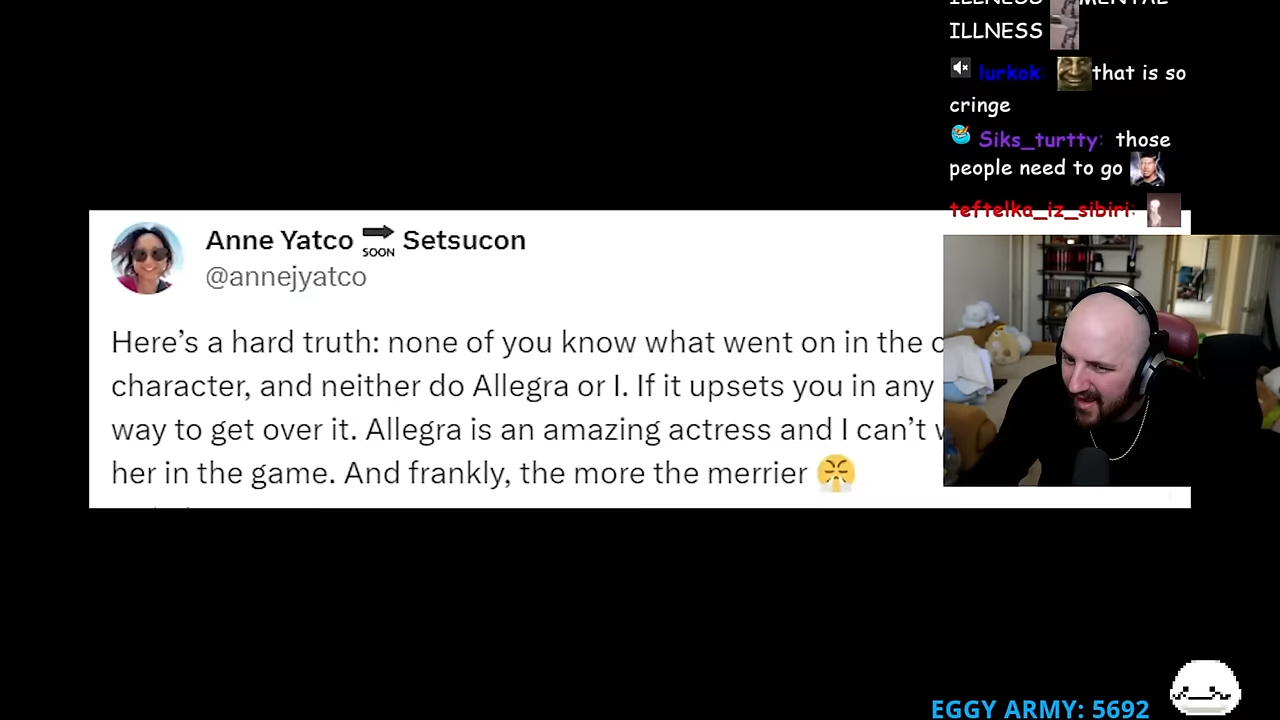 ILLNESS MENTAL
ILLNESS
lurkok: that is so
cringe
Siks_turtty: those
people need to go
teftelka_iz_sibiri:
Anne Yatco SOON Setsucon
@annejyatco
Here’s a hard truth: none of you know what went on in the
character, and neither do Allegra or I. If it upsets you in any
way to get over it. Allegra is an amazing actress and I can’t
her in the game. And frankly, the more the merrier
EGGY ARMY: 5692